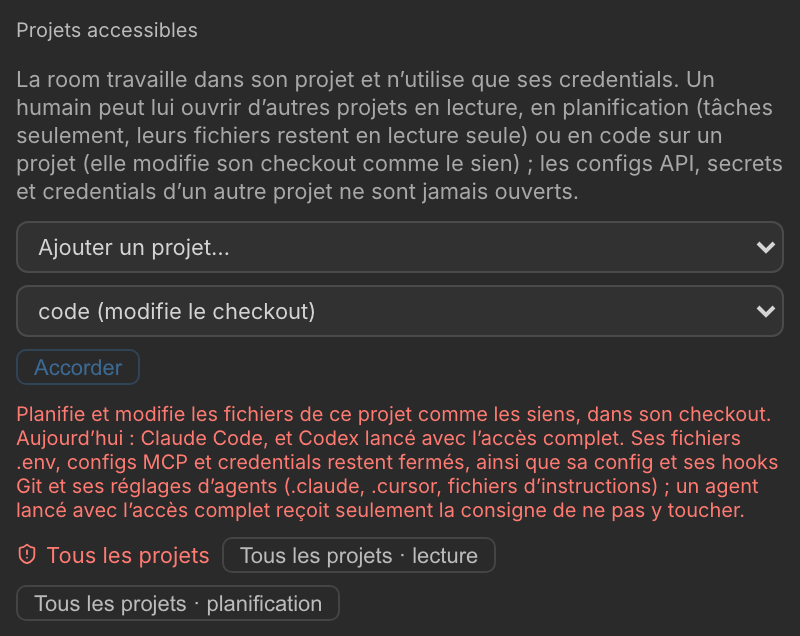 Projets accessibles
La room travaille dans son projet et n’utilise que ses credentials. Un
humain peut lui ouvrir d’autres projets en lecture, en planification (tâches
seulement, leurs fichiers restent en lecture seule) ou en code sur un
projet (elle modifie son checkout comme le sien) ; les configs API, secrets
et credentials d’un autre projet ne sont jamais ouverts.
Ajouter un projet…
code (modifie le checkout)
Accorder
Planifie et modifie les fichiers de ce projet comme les siens, dans son checkout.
Aujourd’hui : Claude Code, et Codex lancé avec l’accès complet. Ses fichiers
.env, configs MCP et credentials restent fermés, ainsi que sa config et ses hooks
Git et ses réglages d’agents (.claude, .cursor, fichiers d’instructions) ; un agent
lancé avec l’accès complet reçoit seulement la consigne de ne pas y toucher.
Tous les projets
Tous les projets · lecture
Tous les projets · planification